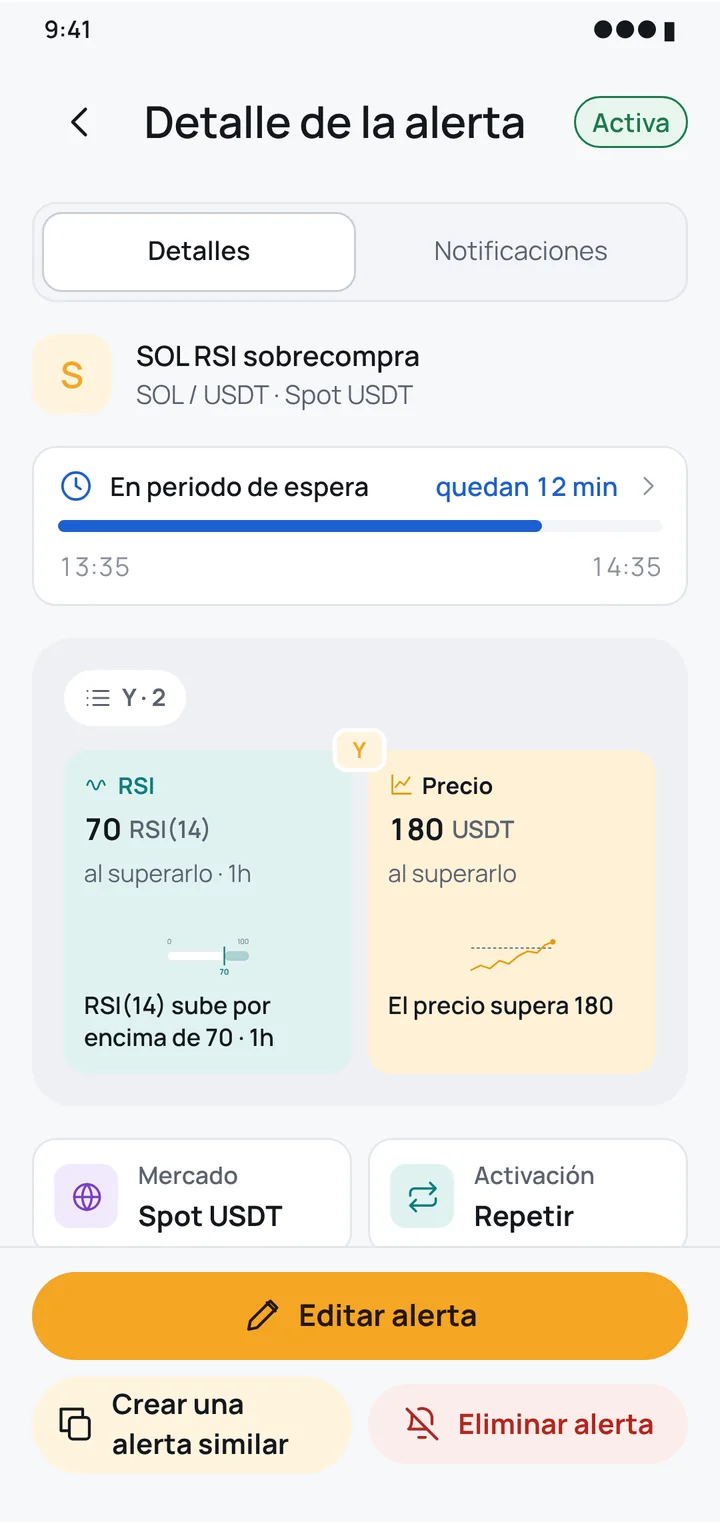 9:41
Detalle de la alerta
Activa
Detalles
Notificaciones
S
SOL RSI sobrecompra
SOL / USDT · Spot USDT
En periodo de espera
quedan 12 min
13:35
14:35
Y · 2
Y
RSI
70 RSI(14)
al superarlo · 1h
0
100
70
RSI(14) sube por
encima de 70 · 1h
Precio
180 USDT
al superarlo
El precio supera 180
Mercado
Spot USDT
Activación
Repetir
Editar alerta
Crear una
alerta similar
Eliminar alerta